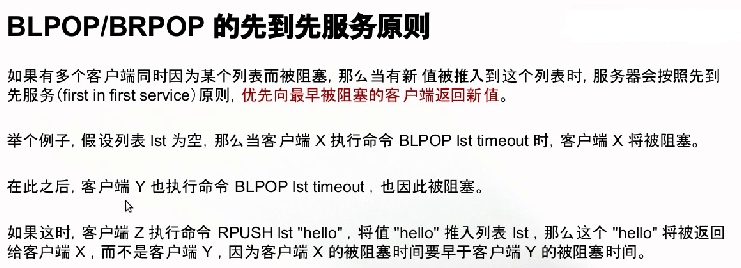 BLPOP/BRPOP 的先到先服务原则
如果有多个客户端同时因为某个列表而被阻塞, 那么当有新 值被推入到这个列表时, 服务器会按照先到
先服务(first in first service)原则, 优先向最早被阻塞的客户端返回新值。
举个例子, 假设列表 lst 为空, 那么当客户端 X 执行命令 BLPOP lst timeout 时, 客户端 X 将被阻塞。
在此之后, 客户端 Y 也执行命令 BLPOP lst timeout , 也因此被阻塞。
如果这时, 客户端 Z 执行命令 RPUSH lst "hello" , 将值 "hello" 推入列表 lst , 那么这个 "hello" 将被返回
给客户端 X , 而不是客户端 Y , 因为客户端 X 的被阻塞时间要早于客户端 Y 的被阻塞时间。